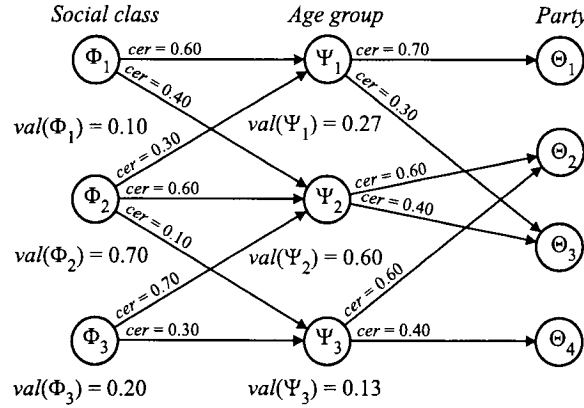 Social class Age group Party
cer = 0.60 cer = 0.70
Φ1 Ψ1 Θ1
cer = 0.40 cer = 0.30
val(Φ1) = 0.10 val(Ψ1) = 0.27
cer = 0.30 cer = 0.60
Φ2 Ψ2 Θ2
cer = 0.60 cer = 0.40
cer = 0.10 Θ3
val(Φ2) = 0.70 val(Ψ2) = 0.60
cer = 0.70 cer = 0.60
cer = 0.30 cer = 0.40
Φ3 Ψ3 Θ4
val(Φ3) = 0.20 val(Ψ3) = 0.13